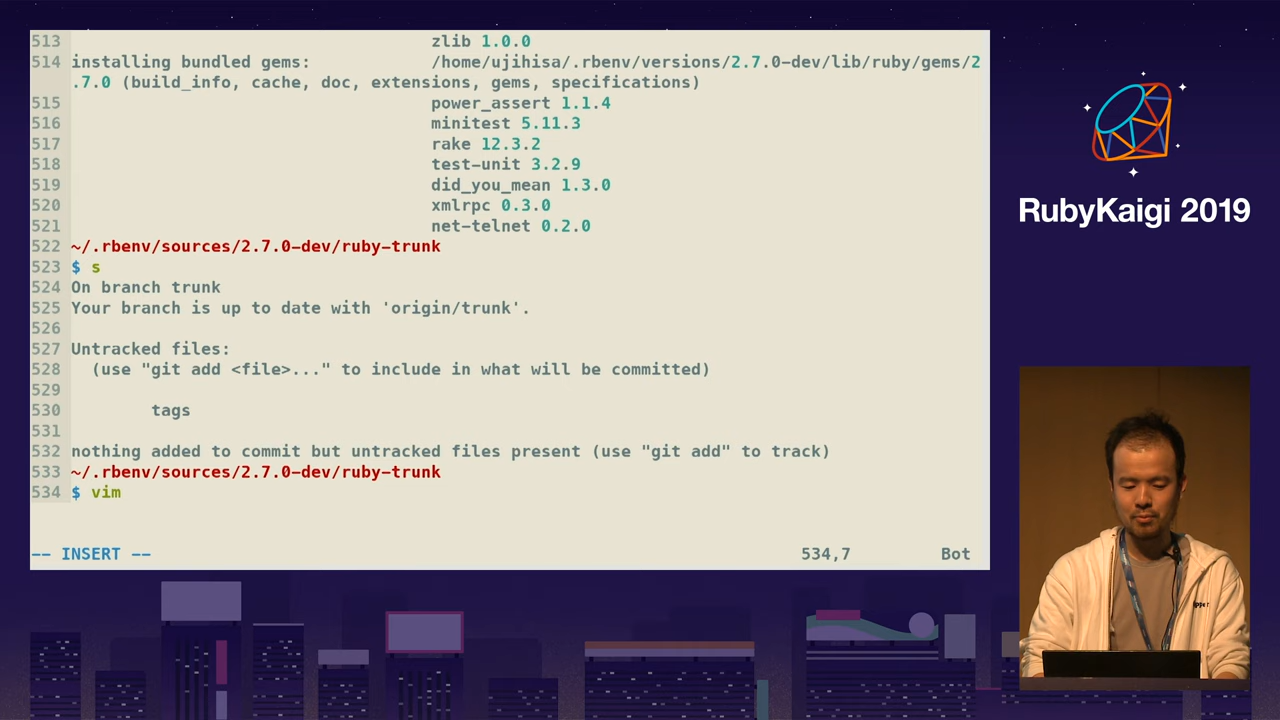 513 zlib 1.0.0
514 installing bundled gems: /home/ujihisa/.rbenv/versions/2.7.0-dev/lib/ruby/gems/2
.7.0 (build_info, cache, doc, extensions, gems, specifications)
515 power_assert 1.1.4
516 minitest 5.11.3
517 rake 12.3.2
518 test-unit 3.2.9
519 did_you_mean 1.3.0
520 xmlrpc 0.3.0
521 net-telnet 0.2.0
522 ~/.rbenv/sources/2.7.0-dev/ruby-trunk
523 $ s
524 On branch trunk
525 Your branch is up to date with 'origin/trunk'.
526
527 Untracked files:
528 (use "git add <file>..." to include in what will be committed)
529
530 tags
531
532 nothing added to commit but untracked files present (use "git add" to track)
533 ~/.rbenv/sources/2.7.0-dev/ruby-trunk
534 $ vim
-- INSERT -- 534,7 Bot
RubyKaigi 2019